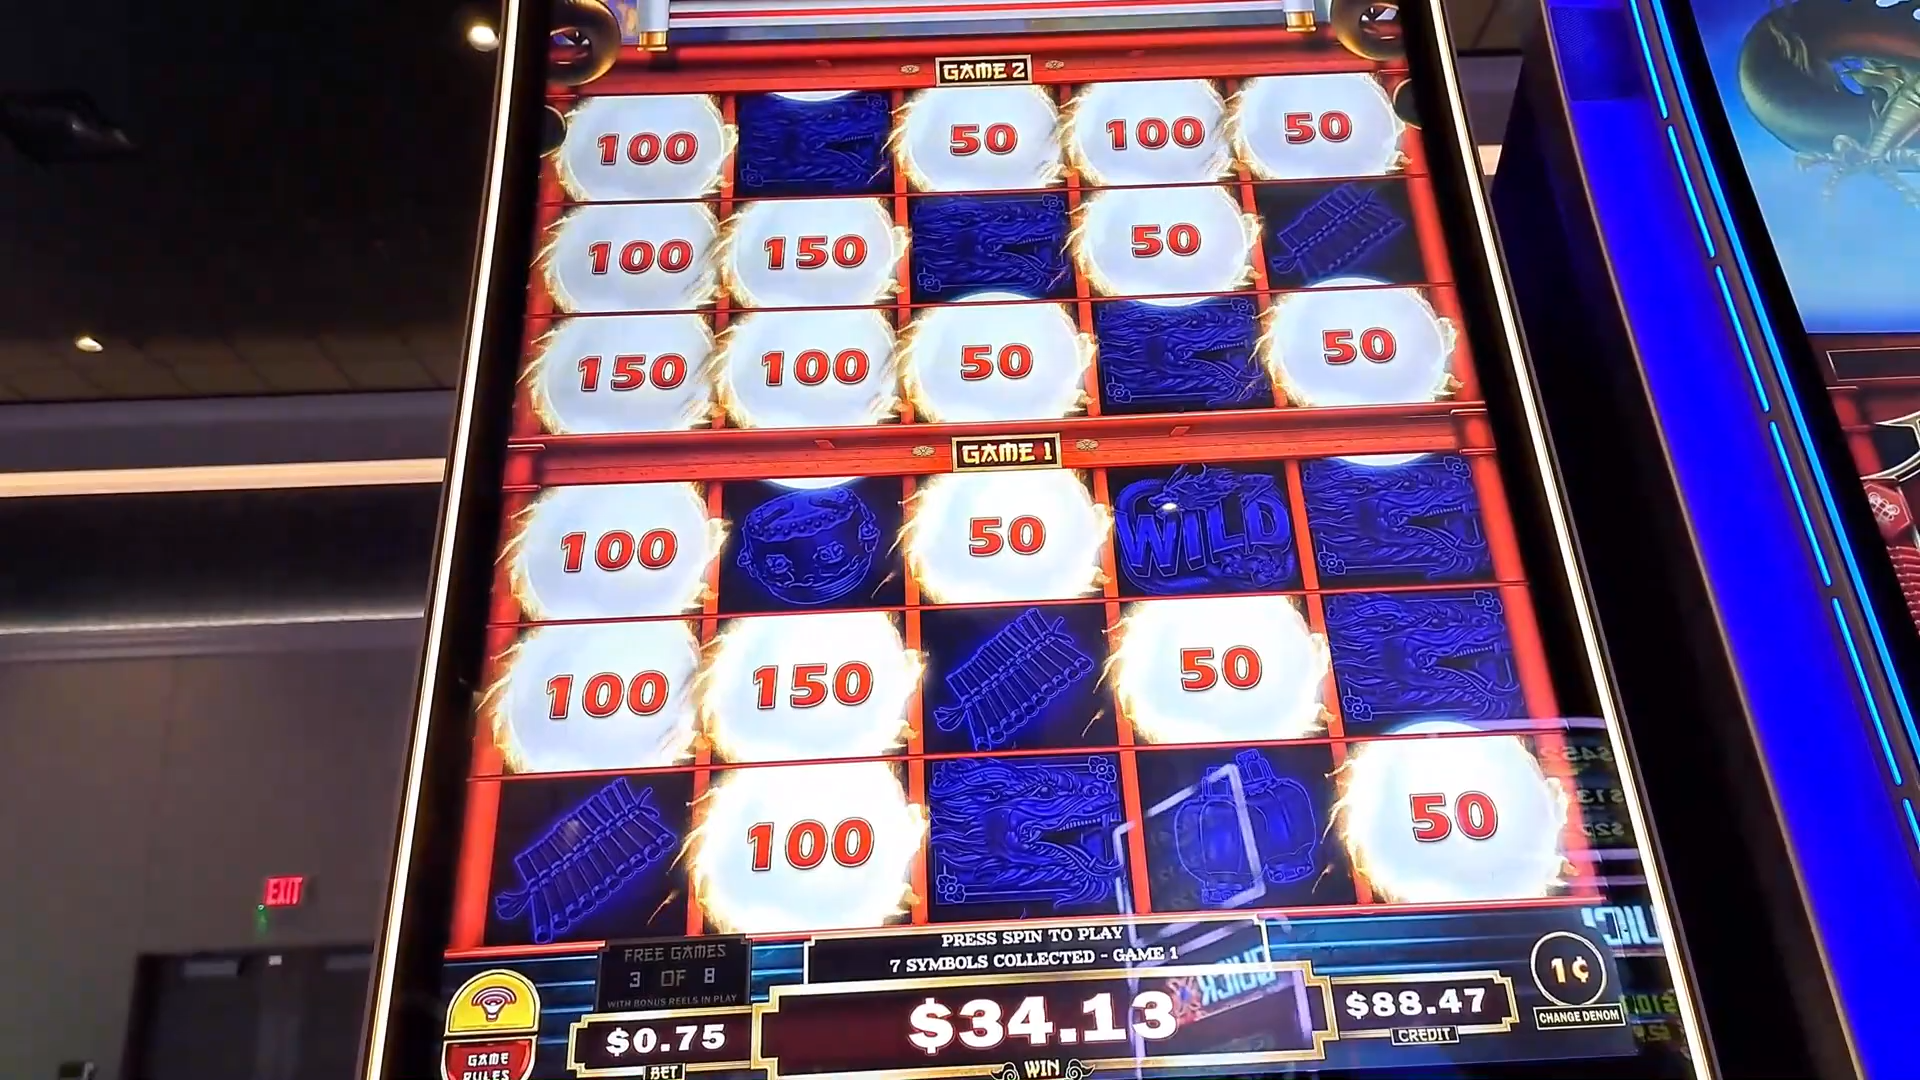 GAME 2
100 50 100 50
100 150 50
150 100 50 50
GAME 1
100 50 WILD
100 150 50
100 50
EXIT
FREE GAMES
3 OF 8
WITH BONUS REELS IN PLAY
PRESS SPIN TO PLAY
7 SYMBOLS COLLECTED - GAME 1
GAME
RULES
$0.75
BET
$34.13
WIN
$88.47
CREDIT
1¢
CHANGE DENOM